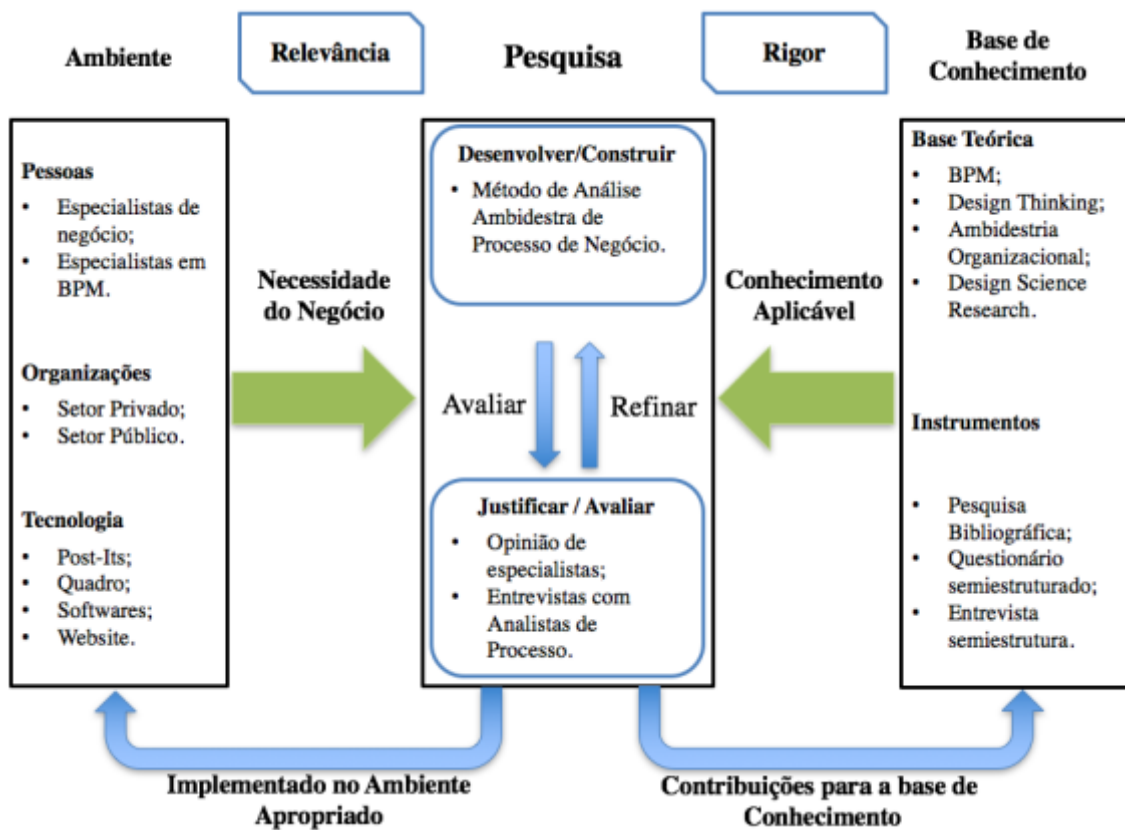 Ambiente
Relevância
Pesquisa
Rigor
Base de
Conhecimento
Pessoas
• Especialistas de
negócio;
• Especialistas em
BPM.
Organizações
• Setor Privado;
• Setor Público.
Tecnologia
• Post-Its;
• Quadro;
• Softwares;
• Website.
Necessidade
do Negócio
Desenvolver/Construir
• Método de Análise
Ambidestra de
Processo de Negócio.
Avaliar
Refinar
Justificar / Avaliar
• Opinião de
especialistas;
• Entrevistas com
Analistas de
Processo.
Conhecimento
Aplicável
Base Teórica
• BPM;
• Design Thinking;
• Ambidestria
Organizacional;
• Design Science
Research.
Instrumentos
• Pesquisa
Bibliográfica;
• Questionário
semiestruturado;
• Entrevista
semiestrutura.
Implementado no Ambiente
Apropriado
Contribuições para a base de
Conhecimento